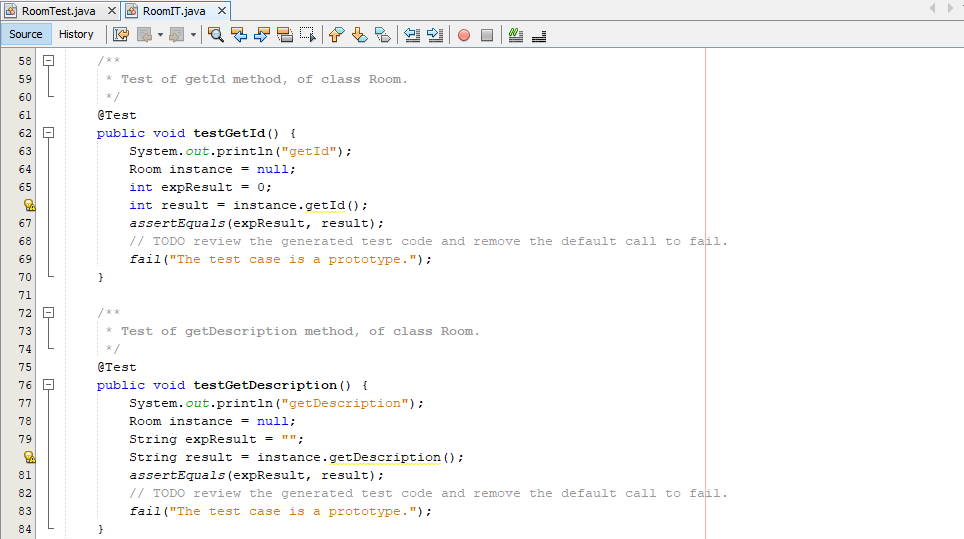 RoomTest.java RoomIT.java
Source History
58 /**
59 * Test of getId method, of class Room.
60 */
61 @Test
62 public void testGetId() {
63 System.out.println("getId");
64 Room instance = null;
65 int expResult = 0;
int result = instance.getId();
67 assertEquals(expResult, result);
68 // TODO review the generated test code and remove the default call to fail.
69 fail("The test case is a prototype.");
70 }
71
72 /**
73 * Test of getDescription method, of class Room.
74 */
75 @Test
76 public void testGetDescription() {
77 System.out.println("getDescription");
78 Room instance = null;
79 String expResult = "";
String result = instance.getDescription();
81 assertEquals(expResult, result);
82 // TODO review the generated test code and remove the default call to fail.
83 fail("The test case is a prototype.");
84 }